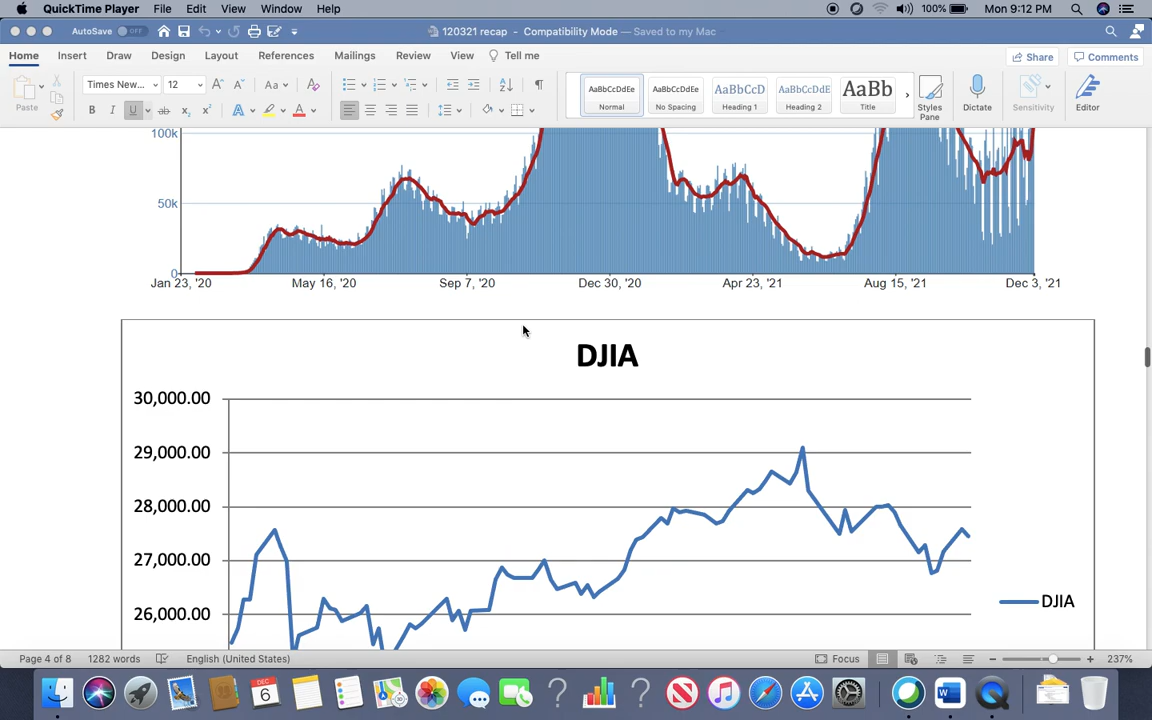 QuickTime Player File Edit View Window Help 100% Mon 9:12 PM
AutoSave OFF 120321 recap - Compatibility Mode — Saved to my Mac
Home Insert Draw Design Layout References Mailings Review View Tell me Share Comments
Paste Times New... 12 Aa AaBbCcDdEe AaBbCcDdEe AaBbCcD AaBbCcDdE AaBb
Normal No Spacing Heading 1 Heading 2 Title Styles Pane Dictate Sensitivity Editor
100k
50k
0
Jan 23, '20 May 16, '20 Sep 7, '20 Dec 30, '20 Apr 23, '21 Aug 15, '21 Dec 3, '21
DJIA
30,000.00
29,000.00
28,000.00
27,000.00
DJIA
26,000.00
Page 4 of 8 1282 words English (United States) Focus 237%
DEC
6